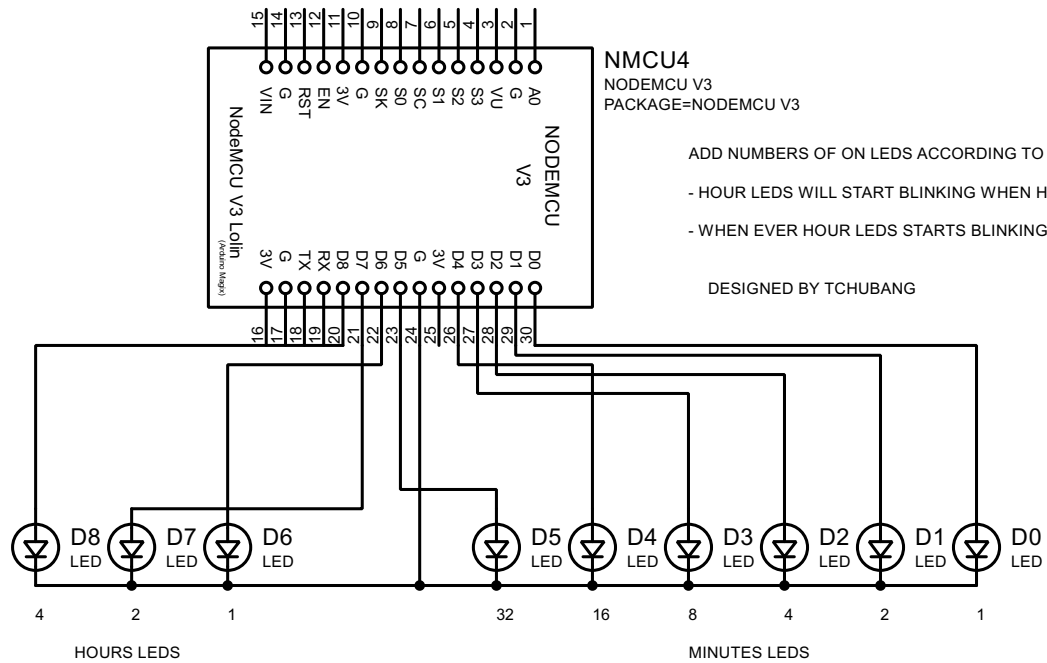 15 14 13 12 11 10 9 8 7 6 5 4 3 2 1
NMCU4
NODEMCU V3
PACKAGE=NODEMCU V3
VIN G RST EN 3V G SK S0 SC S1 S2 S3 VU G A0
NodeMCU V3 Lolin
(Arduino Magix)
NODEMCU
V3
ADD NUMBERS OF ON LEDS ACCORDING TO
- HOUR LEDS WILL START BLINKING WHEN H
- WHEN EVER HOUR LEDS STARTS BLINKING
DESIGNED BY TCHUBANG
3V G TX RX D8 D7 D6 D5 G 3V D4 D3 D2 D1 D0
16 17 18 19 20 21 22 23 24 25 26 27 28 29 30
D8 D7 D6 D5 D4 D3 D2 D1 D0
LED LED LED LED LED LED LED LED LED
4 2 1 32 16 8 4 2 1
HOURS LEDS MINUTES LEDS